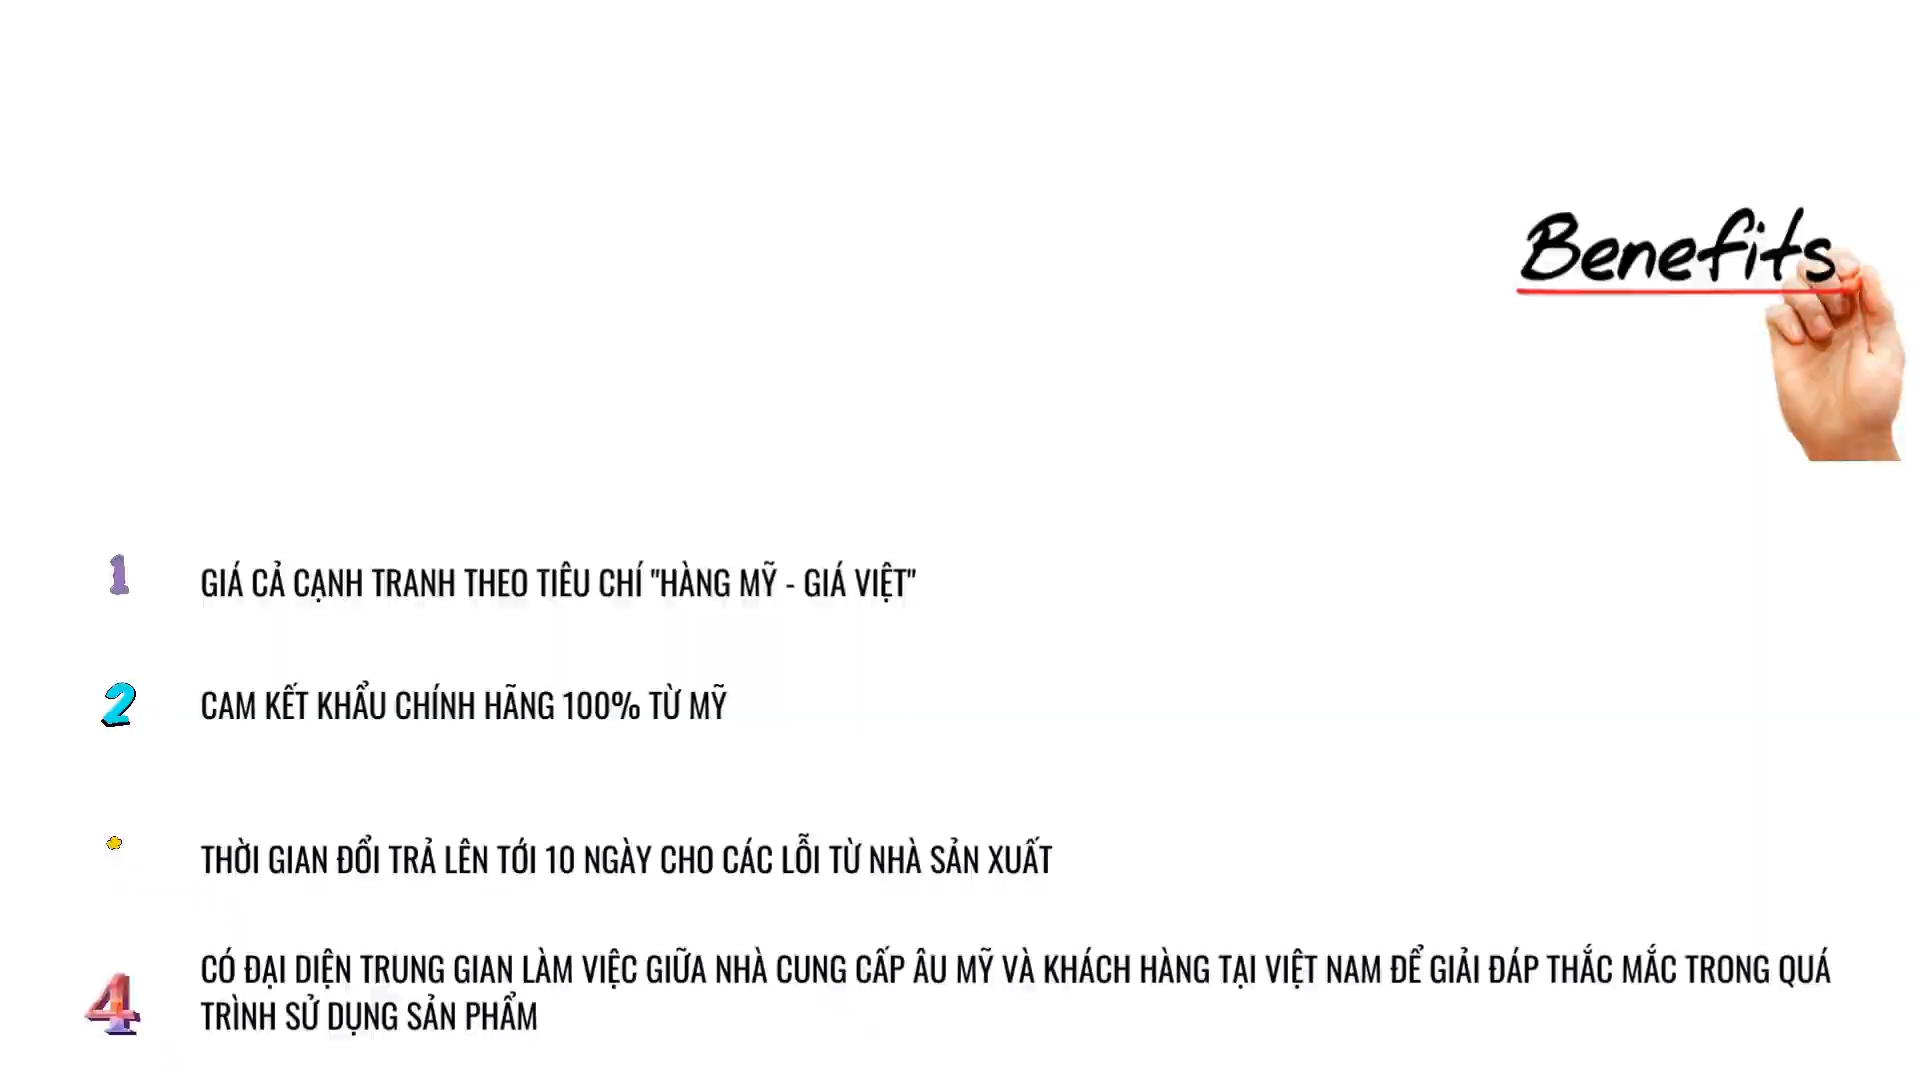 Benefits
1 GIÁ CẢ CẠNH TRANH THEO TIÊU CHÍ "HÀNG MỸ - GIÁ VIỆT"
2 CAM KẾT KHẨU CHÍNH HÃNG 100% TỪ MỸ
THỜI GIAN ĐỔI TRẢ LÊN TỚI 10 NGÀY CHO CÁC LỖI TỪ NHÀ SẢN XUẤT
4 CÓ ĐẠI DIỆN TRUNG GIAN LÀM VIỆC GIỮA NHÀ CUNG CẤP ÂU MỸ VÀ KHÁCH HÀNG TẠI VIỆT NAM ĐỂ GIẢI ĐÁP THẮC MẮC TRONG QUÁ
TRÌNH SỬ DỤNG SẢN PHẨM